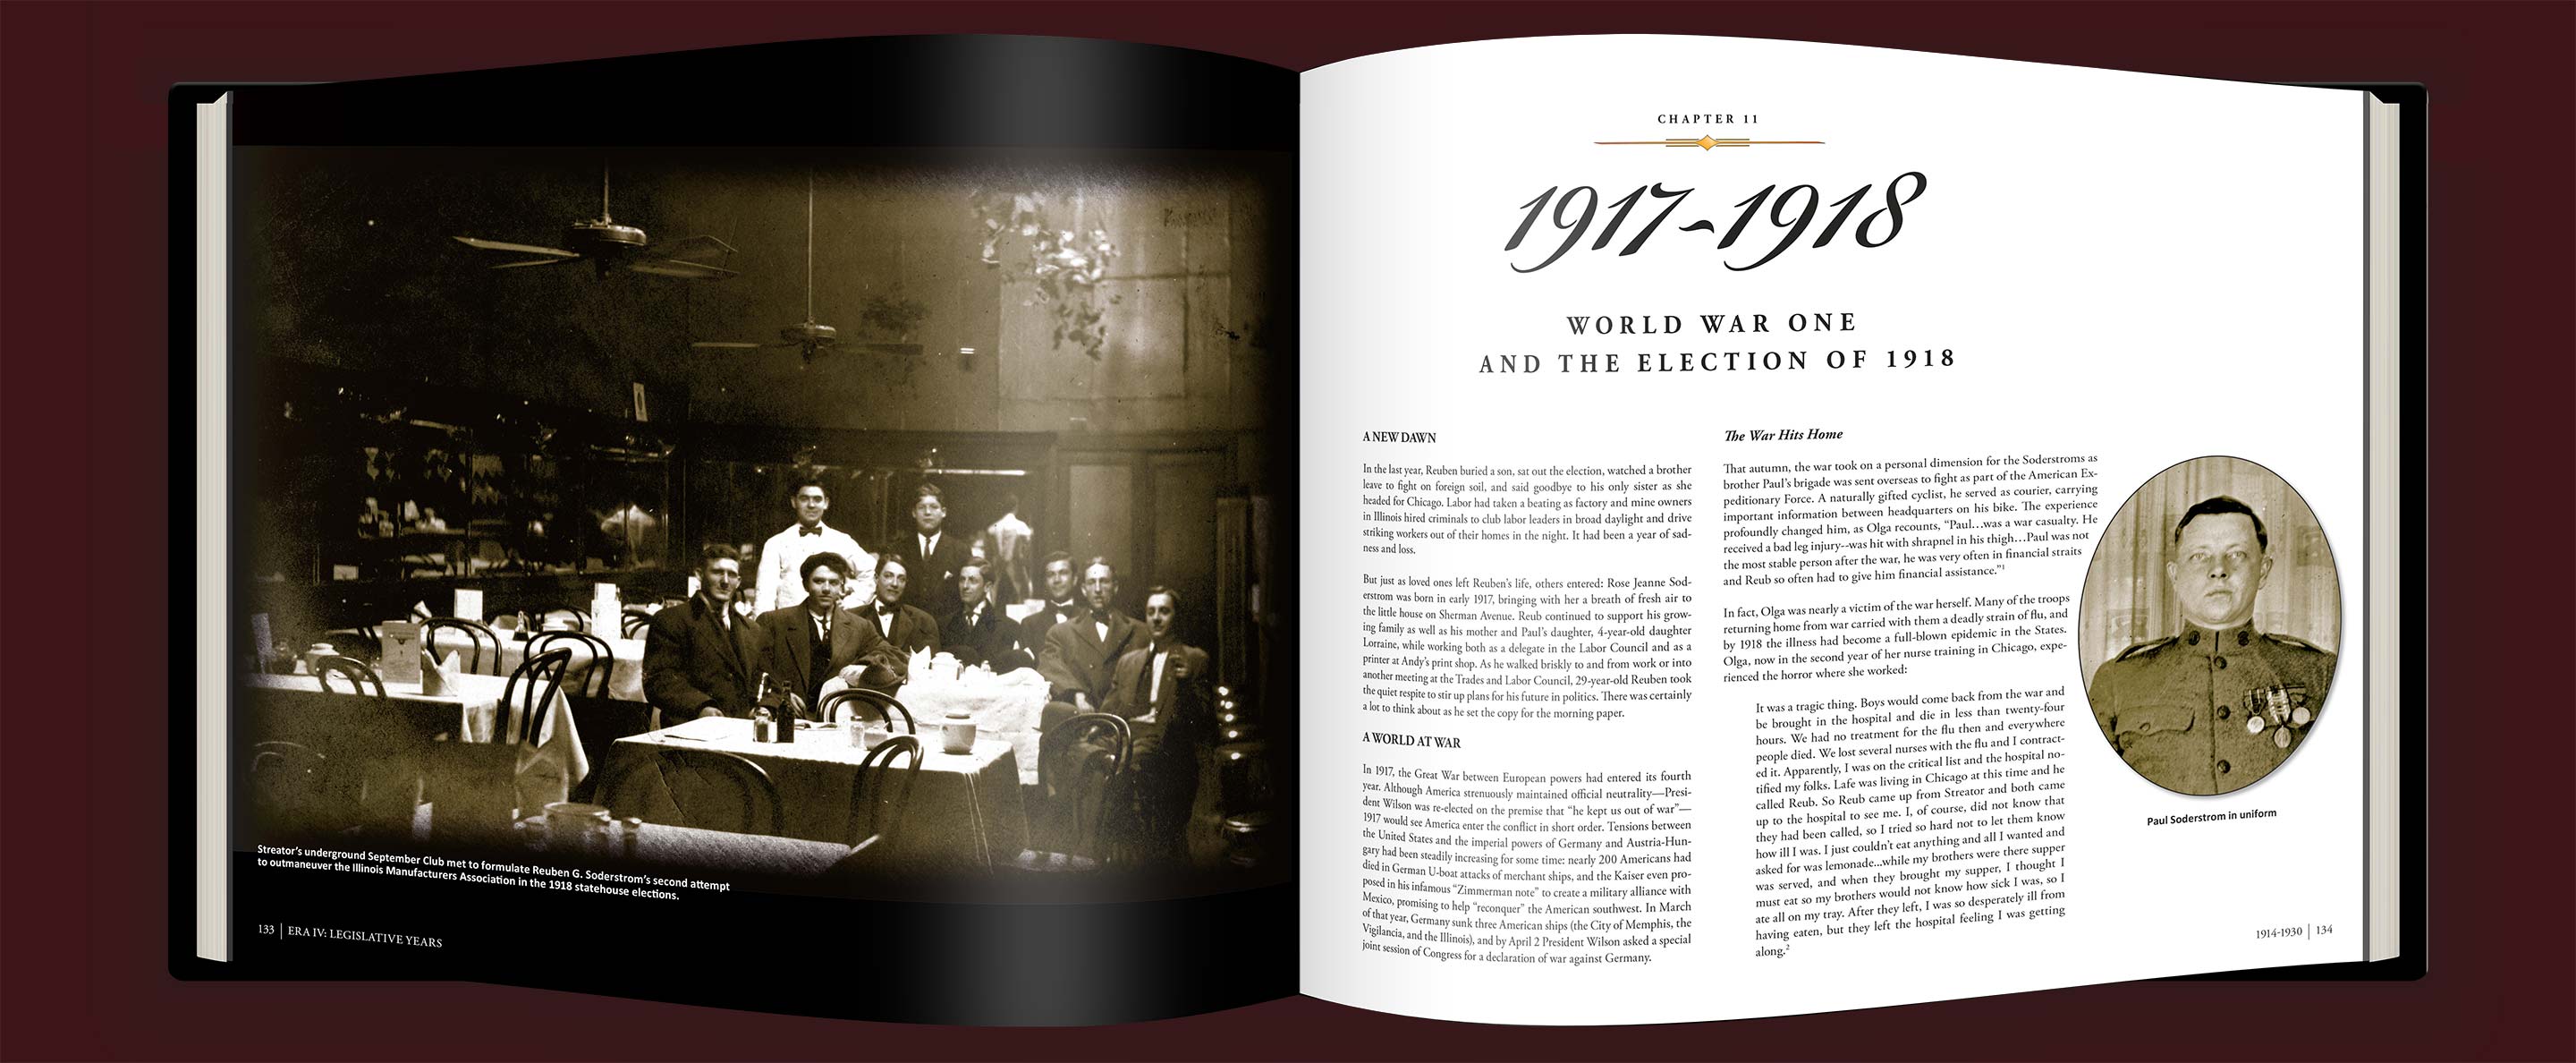 Streator's underground September Club met to formulate Reuben G. Soderstrom's second attempt
to outmaneuver the Illinois Manufacturers Association in the 1918 statehouse elections.
133 | ERA IV: LEGISLATIVE YEARS
CHAPTER 11
1917-1918
WORLD WAR ONE
AND THE ELECTION OF 1918
A NEW DAWN
In the last year, Reuben buried a son, sat out the election, watched a brother
leave to fight on foreign soil, and said goodbye to his only sister as she
headed for Chicago. Labor had taken a beating as factory and mine owners
in Illinois hired criminals to club labor leaders in broad daylight and drive
striking workers out of their homes in the night. It had been a year of sad-
ness and loss.
But just as loved ones left Reuben's life, others entered: Rose Jeanne Sod-
erstrom was born in early 1917, bringing with her a breath of fresh air to
the little house on Sherman Avenue. Reub continued to support his grow-
ing family as well as his mother and Paul's daughter, 4-year-old daughter
Lorraine, while working both as a delegate in the Labor Council and as a
printer at Andy's print shop. As he walked briskly to and from work or into
another meeting at the Trades and Labor Council, 29-year-old Reuben took
the quiet respite to stir up plans for his future in politics. There was certainly
a lot to think about as he set the copy for the morning paper.
A WORLD AT WAR
In 1917, the Great War between European powers had entered its fourth
year. Although America strenuously maintained official neutrality—Presi-
dent Wilson was re-elected on the premise that "he kept us out of war"—
1917 would see America enter the conflict in short order. Tensions between
the United States and the imperial powers of Germany and Austria-Hun-
gary had been steadily increasing for some time: nearly 200 Americans had
died in German U-boat attacks of merchant ships, and the Kaiser even pro-
posed in his infamous "Zimmerman note" to create a military alliance with
Mexico, promising to help "reconquer" the American southwest. In March
of that year, Germany sunk three American ships (the City of Memphis, the
Vigilancia, and the Illinois), and by April 2 President Wilson asked a special
joint session of Congress for a declaration of war against Germany.
The War Hits Home
That autumn, the war took on a personal dimension for the Soderstroms as
brother Paul's brigade was sent overseas to fight as part of the American Ex-
peditionary Force. A naturally gifted cyclist, he served as courier, carrying
important information between headquarters on his bike. The experience
profoundly changed him, as Olga recounts, "Paul…was a war casualty. He
received a bad leg injury--was hit with shrapnel in his thigh…Paul was not
the most stable person after the war, he was very often in financial straits
and Reub so often had to give him financial assistance."1
In fact, Olga was nearly a victim of the war herself. Many of the troops
returning home from war carried with them a deadly strain of flu, and
by 1918 the illness had become a full-blown epidemic in the States.
Olga, now in the second year of her nurse training in Chicago, expe-
rienced the horror where she worked:
It was a tragic thing. Boys would come back from the war and
be brought in the hospital and die in less than twenty-four
hours. We had no treatment for the flu then and everywhere
people died. We lost several nurses with the flu and I contract-
ed it. Apparently, I was on the critical list and the hospital no-
tified my folks. Lafe was living in Chicago at this time and he
called Reub. So Reub came up from Streator and both came
up to the hospital to see me. I, of course, did not know that
they had been called, so I tried so hard not to let them know
how ill I was. I just couldn't eat anything and all I wanted and
asked for was lemonade...while my brothers were there supper
was served, and when they brought my supper, I thought I
must eat so my brothers would not know how sick I was, so I
ate all on my tray. After they left, I was so desperately ill from
having eaten, but they left the hospital feeling I was getting
along.2
Paul Soderstrom in uniform
1914-1930 | 134